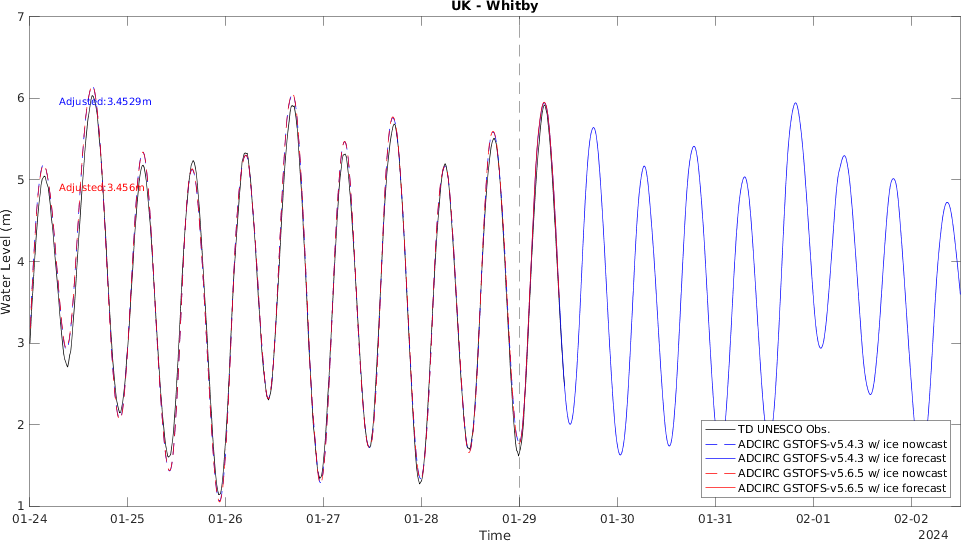 UK - Whitby
7
6
5
4
3
2
1
Water Level (m)
Adjusted:3.4529m
Adjusted:3.456m
TD UNESCO Obs.
ADCIRC GSTOFS-v5.4.3 w/ ice nowcast
ADCIRC GSTOFS-v5.4.3 w/ ice forecast
ADCIRC GSTOFS-v5.6.5 w/ ice nowcast
ADCIRC GSTOFS-v5.6.5 w/ ice forecast
01-24 01-25 01-26 01-27 01-28 01-29 01-30 01-31 02-01 02-02
Time
2024